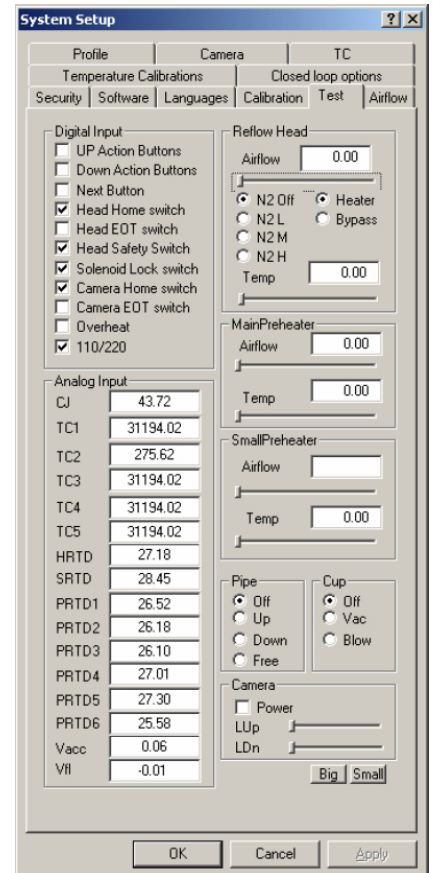 System Setup
Profile Camera TC
Temperature Calibrations Closed loop options
Security Software Languages Calibration Test Airflow
Digital Input
UP Action Buttons
Down Action Buttons
Next Button
Head Home switch
Head EOT switch
Head Safety Switch
Solenoid Lock switch
Camera Home switch
Camera EOT switch
Overheat
110/220
Analog Input
CJ 43.72
TC1 31194.02
TC2 275.62
TC3 31194.02
TC4 31194.02
TC5 31194.02
HRTD 27.18
SRTD 28.45
PRTD1 26.52
PRTD2 26.18
PRTD3 26.10
PRTD4 27.01
PRTD5 27.30
PRTD6 25.58
Vacc 0.06
Vfl -0.01
Reflow Head
Airflow 0.00
N2 Off Heater
N2 L Bypass
N2 M
N2 H
Temp 0.00
MainPreheater
Airflow 0.00
Temp 0.00
SmallPreheater
Airflow
Temp 0.00
Pipe
Off
Up
Down
Free
Cup
Off
Vac
Blow
Camera
Power
LUp
LDn
Big Small
OK Cancel Apply